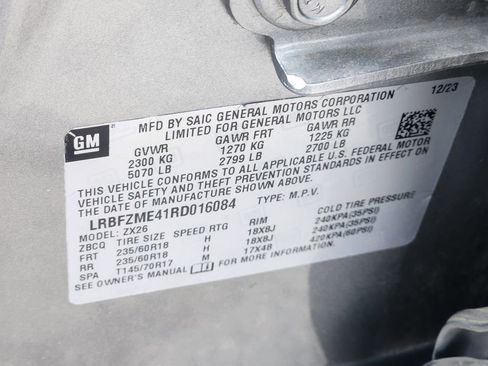 12/23
GM
MFD BY SAIC GENERAL MOTORS CORPORATION
LIMITED FOR GENERAL MOTORS LLC
GVWR GAWR FRT GAWR RR
2300 KG 1270 KG 1225 KG
5070 LB 2799 LB 2700 LB
THIS VEHICLE CONFORMS TO ALL APPLICABLE U.S. FEDERAL MOTOR
VEHICLE SAFETY AND THEFT PREVENTION STANDARDS IN EFFECT ON
THE DATE OF MANUFACTURE SHOWN ABOVE.
LRBFZME41RD016084 TYPE: M.P.V.
MODEL: ZX26
ZBCQ TIRE SIZE SPEED RTG RIM COLD TIRE PRESSURE
FRT 235/60R18 H 18X8J 240KPA(35PSI)
RR 235/60R18 H 18X8J 240KPA(35PSI)
SPA T145/70R17 M 17X4B 420KPA(60PSI)
SEE OWNER'S MANUAL